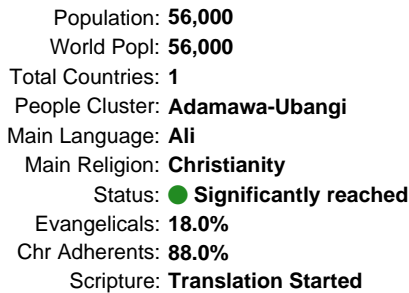 Population: 56,000
World Popl: 56,000
Total Countries: 1
People Cluster: Adamawa-Ubangi
Main Language: Ali
Main Religion: Christianity
Status: Significantly reached
Evangelicals: 18.0%
Chr Adherents: 88.0%
Scripture: Translation Started